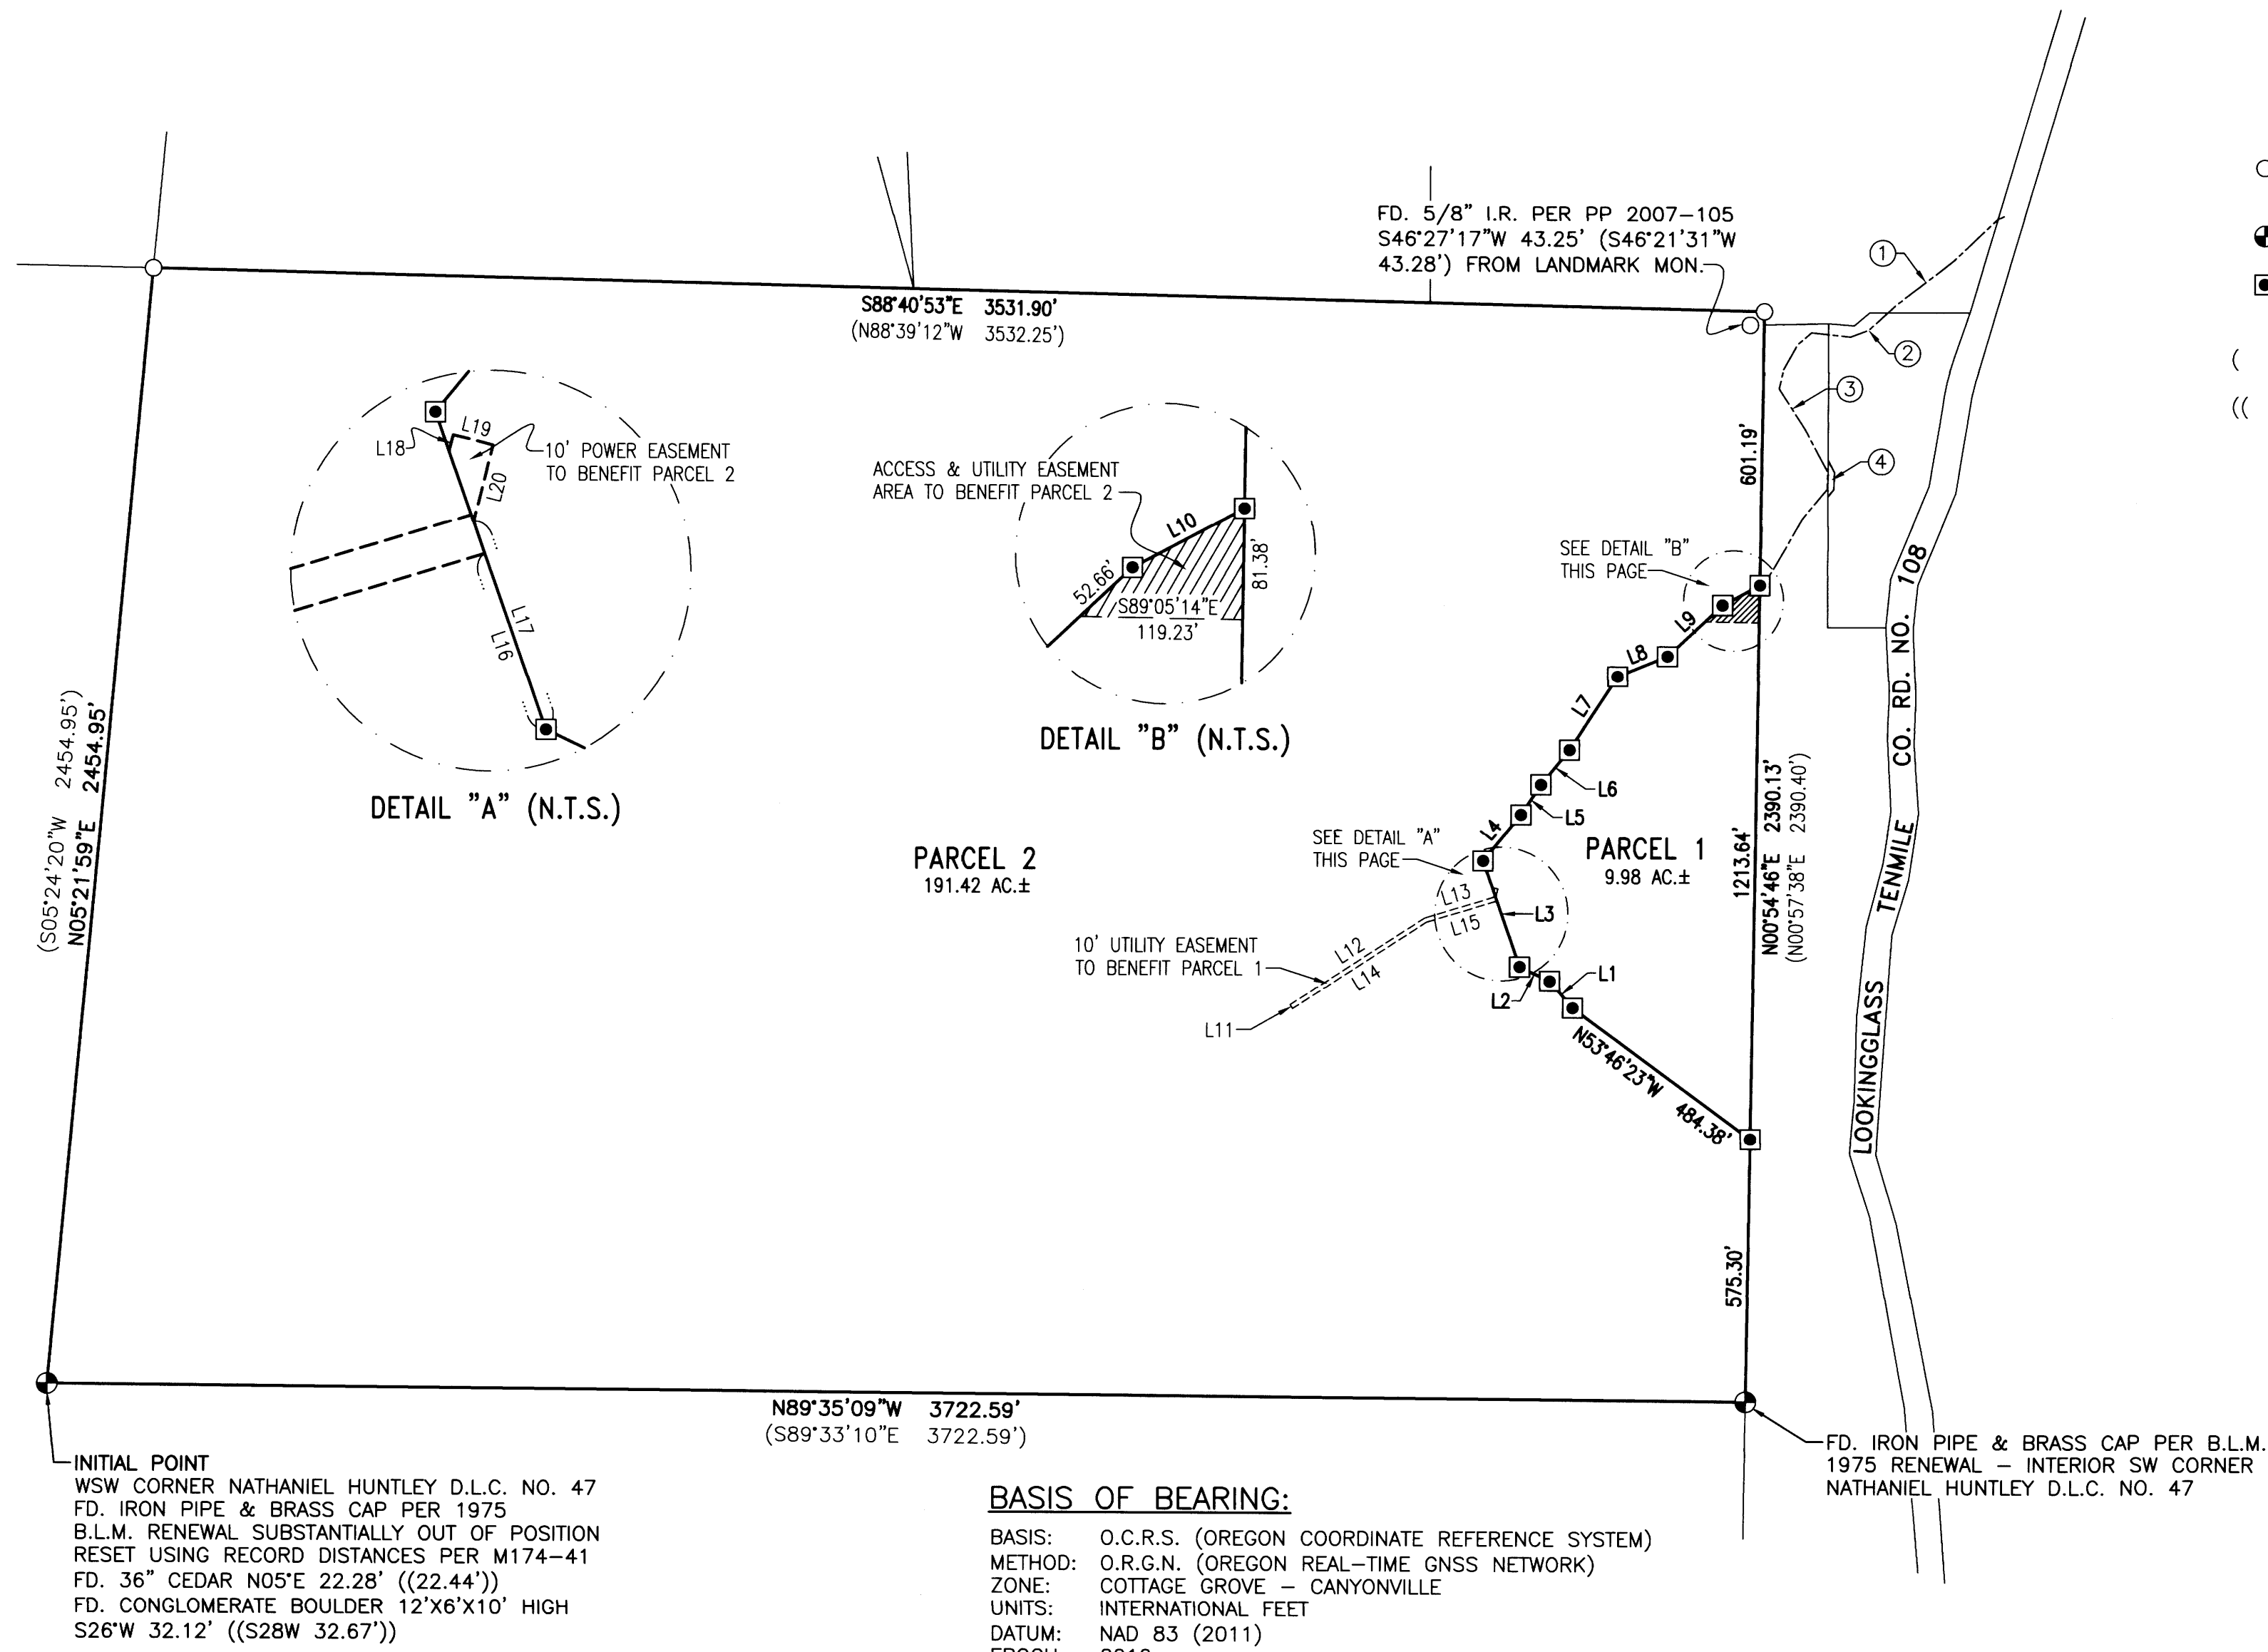 FD. 5/8" I.R. PER PP 2007-105
S46°27'17"W 43.25' (S46°21'31"W
43.28') FROM LANDMARK MON.
1
2
3
4
(
((
S88°40'53"E 3531.90'
(N88°39'12"W 3532.25')
L19
L18
10' POWER EASEMENT
TO BENEFIT PARCEL 2
L20
L17
L16
DETAIL "A" (N.T.S.)
ACCESS & UTILITY EASEMENT
AREA TO BENEFIT PARCEL 2
L10
52.66'
81.38'
S89°05'14"E
119.23'
DETAIL "B" (N.T.S.)
601.19'
SEE DETAIL "B"
THIS PAGE
L9
L8
L7
L6
L5
L4
SEE DETAIL "A"
THIS PAGE
PARCEL 1
9.98 AC.±
PARCEL 2
191.42 AC.±
(S05°24'20"W 2454.95')
N05°21'59"E 2454.95'
1213.64'
N00°54'46"E 2390.13'
(N00°57'38"E 2390.40')
LOOKINGGLASS TENMILE CO. RD. NO. 108
L13
L15
L3
10' UTILITY EASEMENT
TO BENEFIT PARCEL 1
L12
L14
L11
L2
L1
N53°46'23"W 484.38'
575.30'
N89°35'09"W 3722.59'
(S89°33'10"E 3722.59')
INITIAL POINT
WSW CORNER NATHANIEL HUNTLEY D.L.C. NO. 47
FD. IRON PIPE & BRASS CAP PER 1975
B.L.M. RENEWAL SUBSTANTIALLY OUT OF POSITION
RESET USING RECORD DISTANCES PER M174-41
FD. 36" CEDAR N05°E 22.28' ((22.44'))
FD. CONGLOMERATE BOULDER 12'X6'X10' HIGH
S26°W 32.12' ((S28W 32.67'))
FD. IRON PIPE & BRASS CAP PER B.L.M.
1975 RENEWAL - INTERIOR SW CORNER
NATHANIEL HUNTLEY D.L.C. NO. 47
BASIS OF BEARING:
BASIS: O.C.R.S. (OREGON COORDINATE REFERENCE SYSTEM)
METHOD: O.R.G.N. (OREGON REAL-TIME GNSS NETWORK)
ZONE: COTTAGE GROVE - CANYONVILLE
UNITS: INTERNATIONAL FEET
DATUM: NAD 83 (2011)